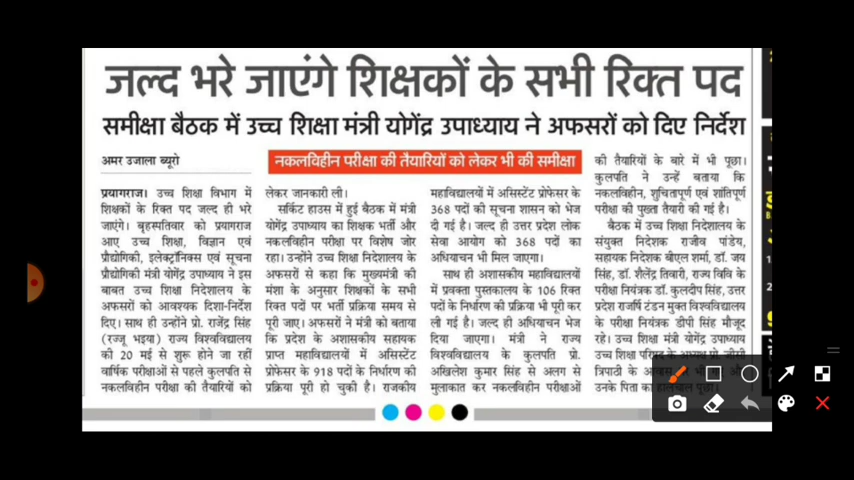 जल्द भरे जाएंगे शिक्षकों के सभी रिक्त पद
समीक्षा बैठक में उच्च शिक्षा मंत्री योगेंद्र उपाध्याय ने अफसरों को दिए निर्देश
अमर उजाला ब्यूरो
नकलविहीन परीक्षा की तैयारियों को लेकर भी की समीक्षा
प्रयागराज। उच्च शिक्षा विभाग में
शिक्षकों के रिक्त पद जल्द ही भरे
जाएंगे। बृहस्पतिवार को प्रयागराज
आए उच्च शिक्षा, विज्ञान एवं
प्रौद्योगिकी, इलेक्ट्रॉनिक्स एवं सूचना
प्रौद्योगिकी मंत्री योगेंद्र उपाध्याय ने इस
बाबत उच्च शिक्षा निदेशालय के
अफसरों को आवश्यक दिशा-निर्देश
दिए। साथ ही उन्होंने प्रो. राजेंद्र सिंह
(रज्जू भइया) राज्य विश्वविद्यालय
की 20 मई से शुरू होने जा रहीं
वार्षिक परीक्षाओं से पहले कुलपति से
नकलविहीन परीक्षा की तैयारियों को
लेकर जानकारी ली।
सर्किट हाउस में हुई बैठक में मंत्री
योगेंद्र उपाध्याय का शिक्षक भर्ती और
नकलविहीन परीक्षा पर विशेष जोर
रहा। उन्होंने उच्च शिक्षा निदेशालय के
अफसरों से कहा कि मुख्यमंत्री की
मंशा के अनुसार शिक्षकों के सभी
रिक्त पदों पर भर्ती प्रक्रिया समय से
पूरी जाए। अफसरों ने मंत्री को बताया
कि प्रदेश के अशासकीय सहायक
प्राप्त महाविद्यालयों में असिस्टेंट
प्रोफेसर के 918 पदों के निर्धारण की
प्रक्रिया पूरी हो चुकी है। राजकीय
महाविद्यालयों में असिस्टेंट प्रोफेसर के
368 पदों की सूचना शासन को भेज
दी गई है। जल्द ही उत्तर प्रदेश लोक
सेवा आयोग को 368 पदों का
अधियाचन भी मिल जाएगा।
साथ ही अशासकीय महाविद्यालयों
में प्रवक्ता पुस्तकालय के 106 रिक्त
पदों के निर्धारण की प्रक्रिया भी पूरी कर
ली गई है। जल्द ही अधियाचन भेज
दिया जाएगा। मंत्री ने राज्य
विश्वविद्यालय के कुलपति प्रो.
अखिलेश कुमार सिंह से अलग से
मुलाकात कर नकलविहीन परीक्षाओं
की तैयारियों के बारे में भी पूछा।
कुलपति ने उन्हें बताया कि
नकलविहीन, शुचितापूर्ण एवं शांतिपूर्ण
परीक्षा की पुख्ता तैयारी की गई है।
बैठक में उच्च शिक्षा निदेशालय के
संयुक्त निदेशक राजीव पांडेय,
सहायक निदेशक बीएल शर्मा, डॉ. जय
सिंह, डॉ. शैलेंद्र तिवारी, राज्य विवि के
परीक्षा नियंत्रक डॉ. कुलदीप सिंह, उत्तर
प्रदेश राजर्षि टंडन मुक्त विश्वविद्यालय
के परीक्षा नियंत्रक डीपी सिंह मौजूद
रहे। उच्च शिक्षा मंत्री योगेंद्र उपाध्याय
उच्च शिक्षा परिषद के अध्यक्ष प्रो.
त्रिपाठी के
उनके पिता का